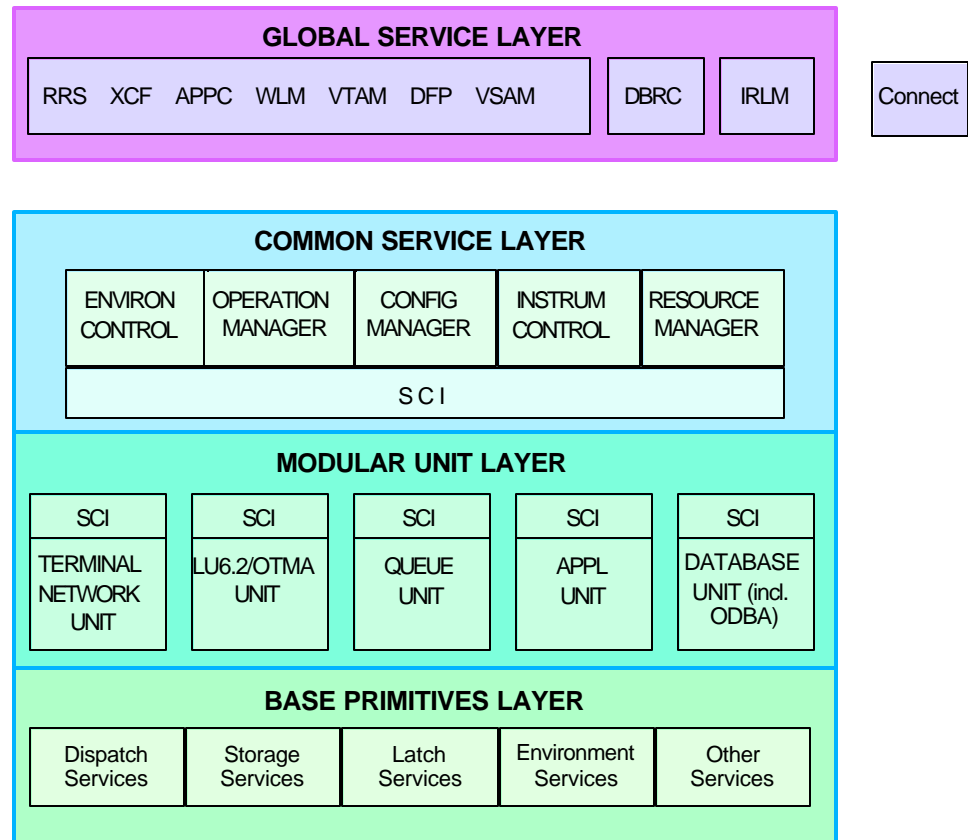 GLOBAL SERVICE LAYER
RRS XCF APPC WLM VTAM DFP VSAM
DBRC
IRLM
Connect
COMMON SERVICE LAYER
ENVIRON
CONTROL
OPERATION
MANAGER
CONFIG
MANAGER
INSTRUM
CONTROL
RESOURCE
MANAGER
S C I
MODULAR UNIT LAYER
SCI
TERMINAL
NETWORK
UNIT
SCI
LU6.2/OTMA
UNIT
SCI
QUEUE
UNIT
SCI
APPL
UNIT
SCI
DATABASE
UNIT (incl.
ODBA)
BASE PRIMITIVES LAYER
Dispatch
Services
Storage
Services
Latch
Services
Environment
Services
Other
Services